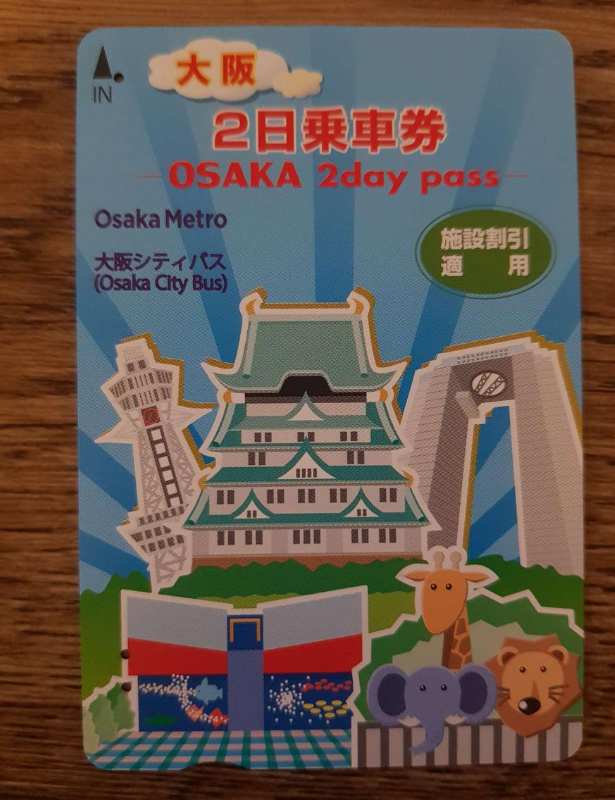 大阪
2日乗車券
OSAKA 2day pass
IN
Osaka Metro
大阪シティバス
(Osaka City Bus)
施設割引
適用